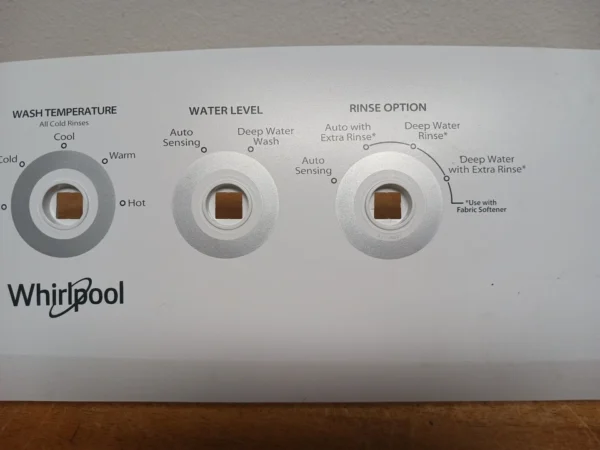 WASH TEMPERATURE
All Cold Rinses
Cool
Cold
Warm
Hot
WATER LEVEL
Auto
Sensing
Deep Water
Wash
RINSE OPTION
Auto
Sensing
Auto with
Extra Rinse*
Deep Water
Rinse*
Deep Water
with Extra Rinse*
*Use with
Fabric Softener
Whirlpool